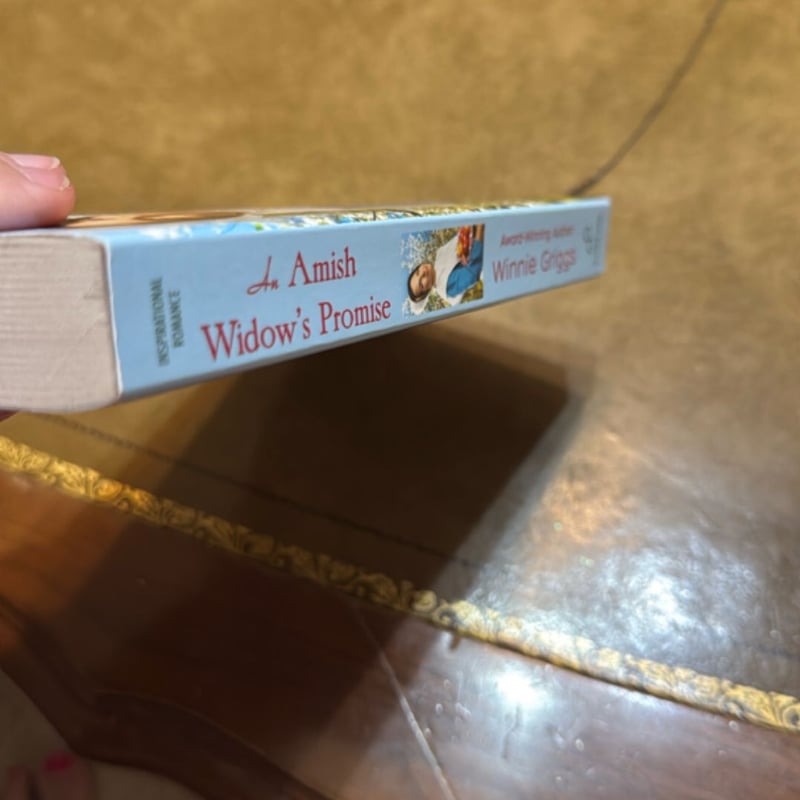 INSPIRATIONAL
ROMANCE
An Amish
Widow's Promise
Award-Winning Author
Winnie Griggs